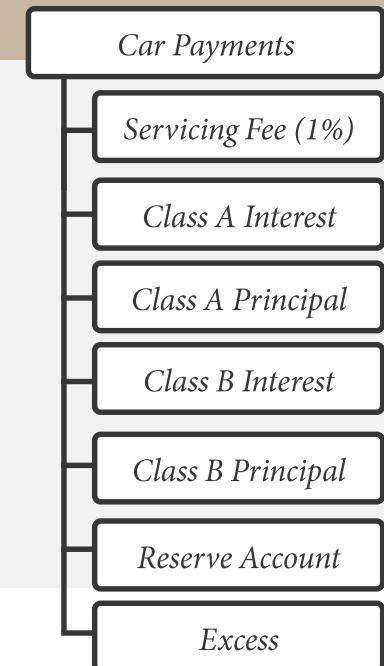 Car Payments
Servicing Fee (1%)
Class A Interest
Class A Principal
Class B Interest
Class B Principal
Reserve Account
Excess